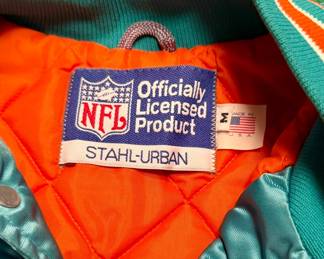 NFL
Officially
Licensed
Product
STAHL-URBAN
M